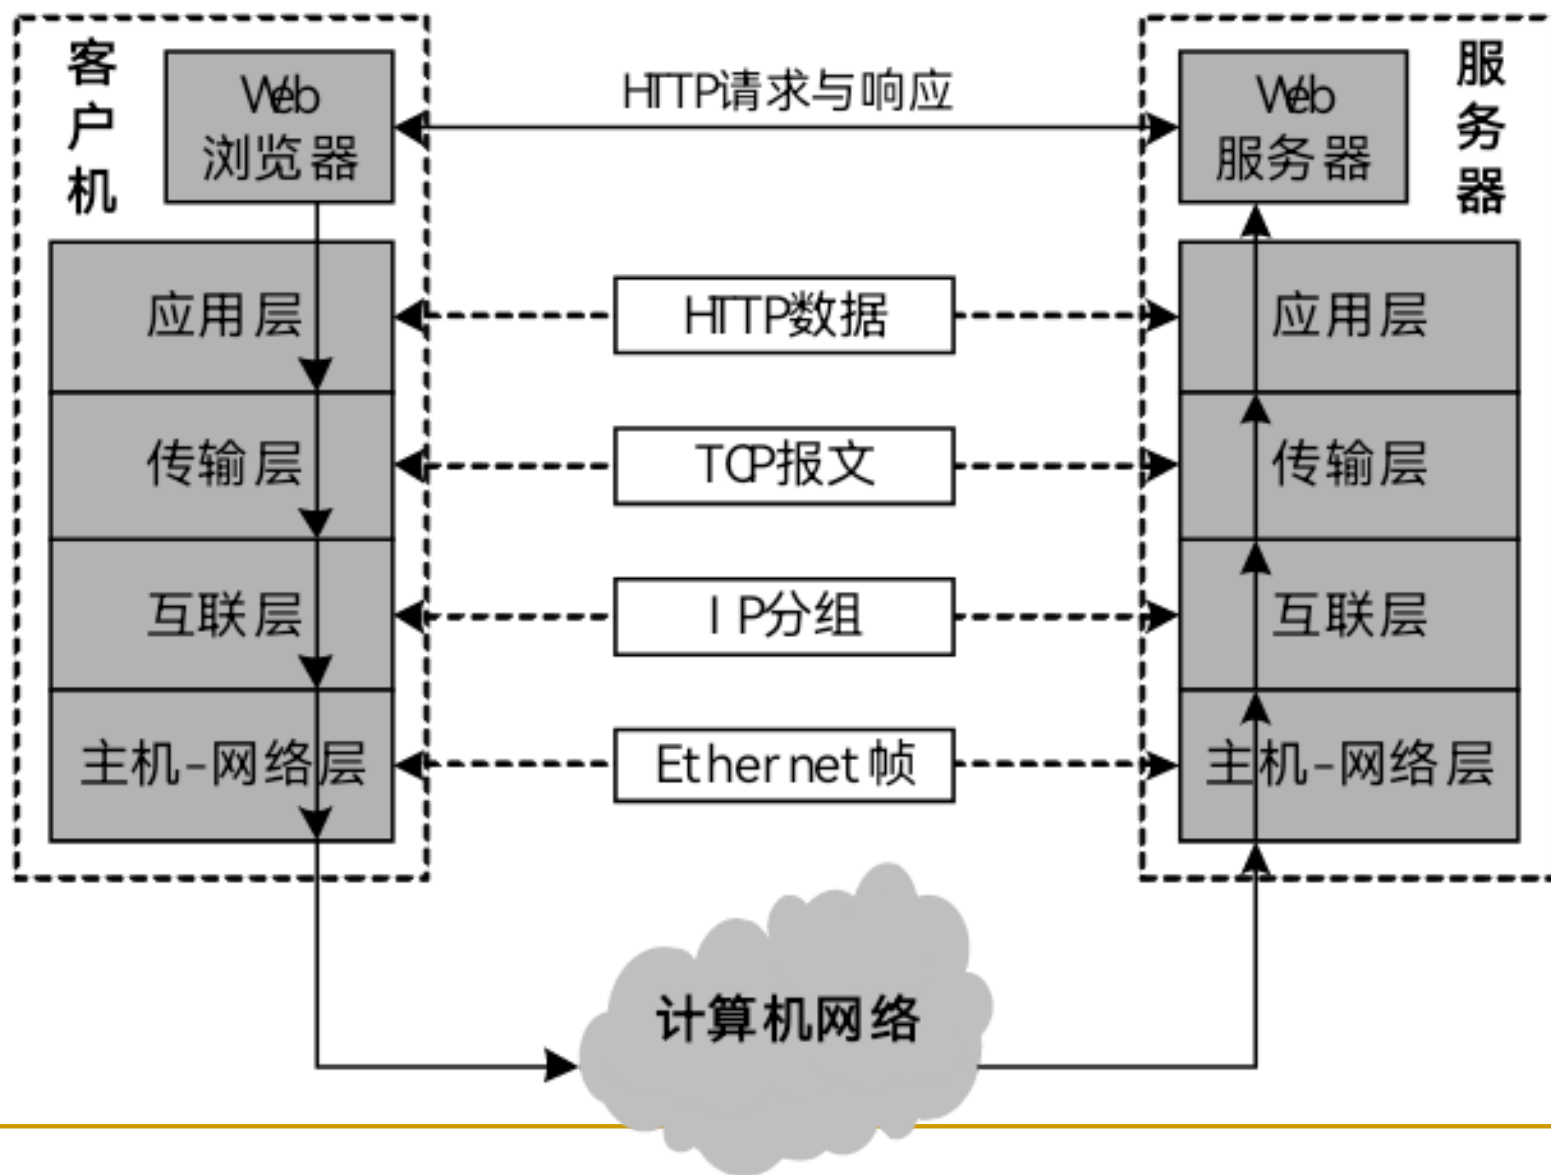 客户机
Web
浏览器
HTTP请求与响应
Web
服务器
服务器
应用层
HTTP数据
应用层
传输层
TCP报文
传输层
互联层
IP分组
互联层
主机-网络层
Ethernet帧
主机-网络层
计算机网络